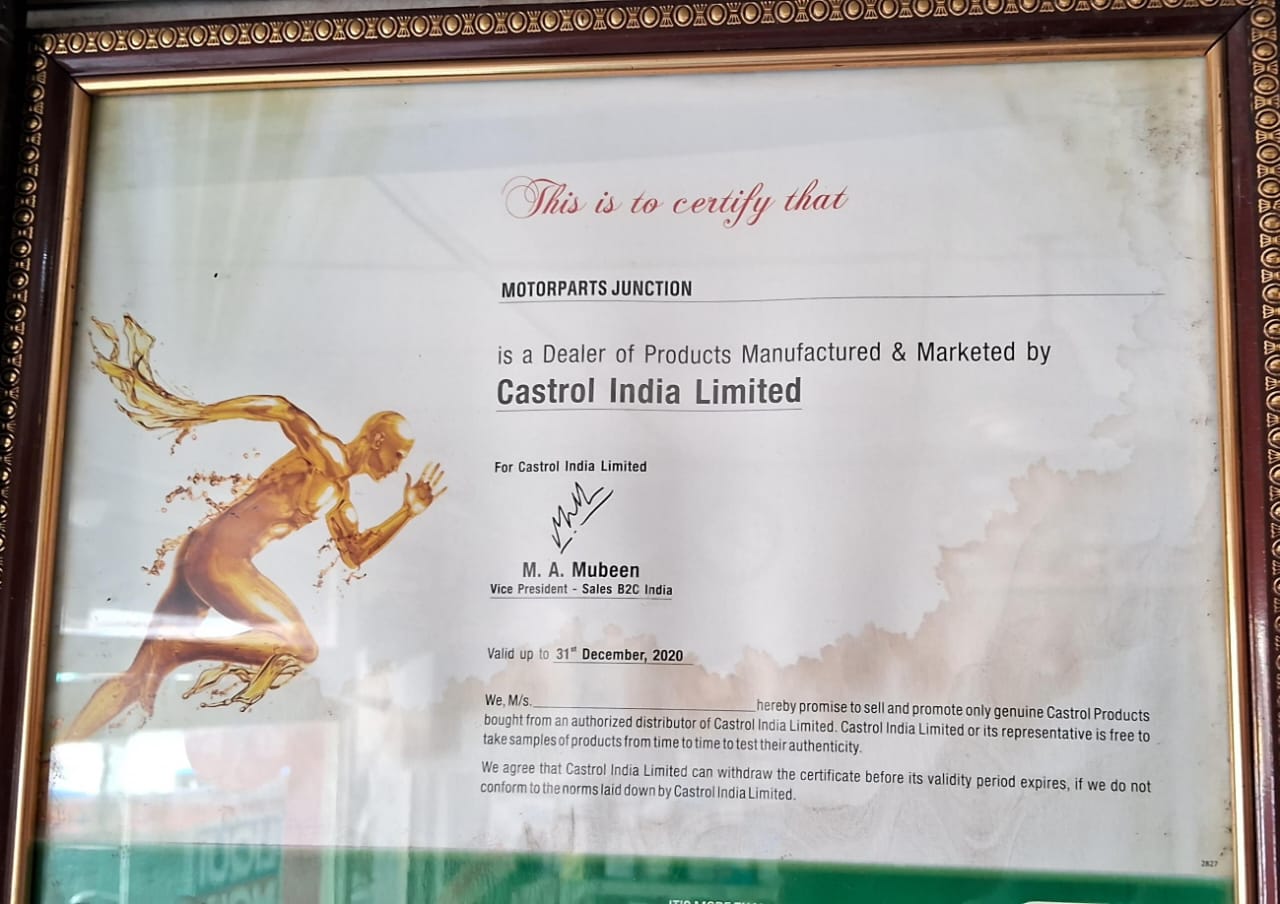 This is to certify that
MOTORPARTS JUNCTION
is a Dealer of Products Manufactured & Marketed by
Castrol India Limited
For Castrol India Limited
M. A. Mubeen
Vice President - Sales B2C India
Valid up to 31st December, 2020
We, M/s.____________________hereby promise to sell and promote only genuine Castrol Products
bought from an authorized distributor of Castrol India Limited. Castrol India Limited or its representative is free to
take samples of products from time to time to test their authenticity.
We agree that Castrol India Limited can withdraw the certificate before its validity period expires, if we do not
conform to the norms laid down by Castrol India Limited.
2827
IT'S MORE THAN